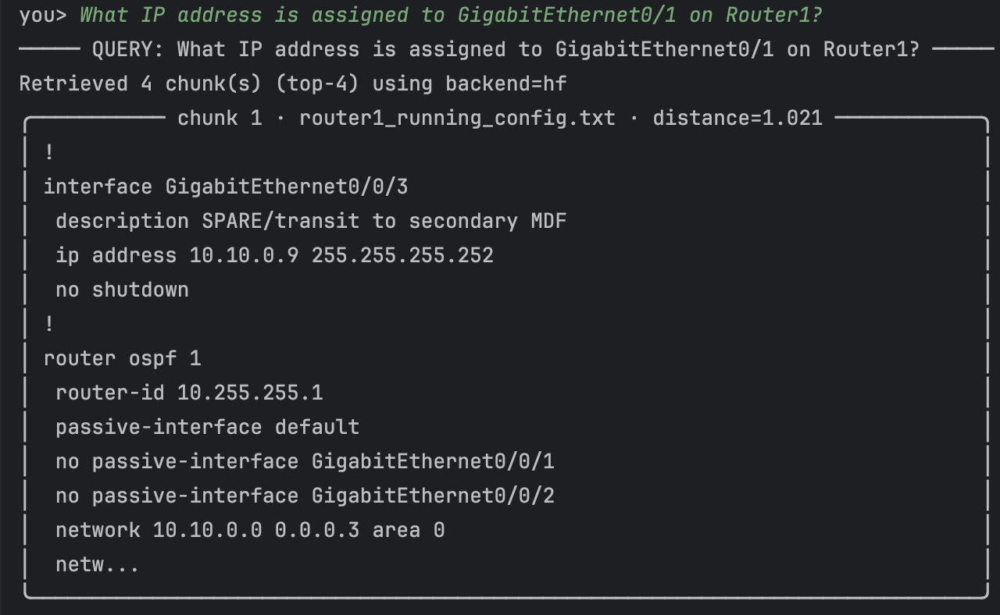 you> What IP address is assigned to GigabitEthernet0/1 on Router1?
QUERY: What IP address is assigned to GigabitEthernet0/1 on Router1?
Retrieved 4 chunk(s) (top-4) using backend=hf
chunk 1 · router1_running_config.txt · distance=1.021
!
interface GigabitEthernet0/0/3
 description SPARE/transit to secondary MDF
 ip address 10.10.0.9 255.255.255.252
 no shutdown
!
router ospf 1
 router-id 10.255.255.1
 passive-interface default
 no passive-interface GigabitEthernet0/0/1
 no passive-interface GigabitEthernet0/0/2
 network 10.10.0.0 0.0.0.3 area 0
 netw...